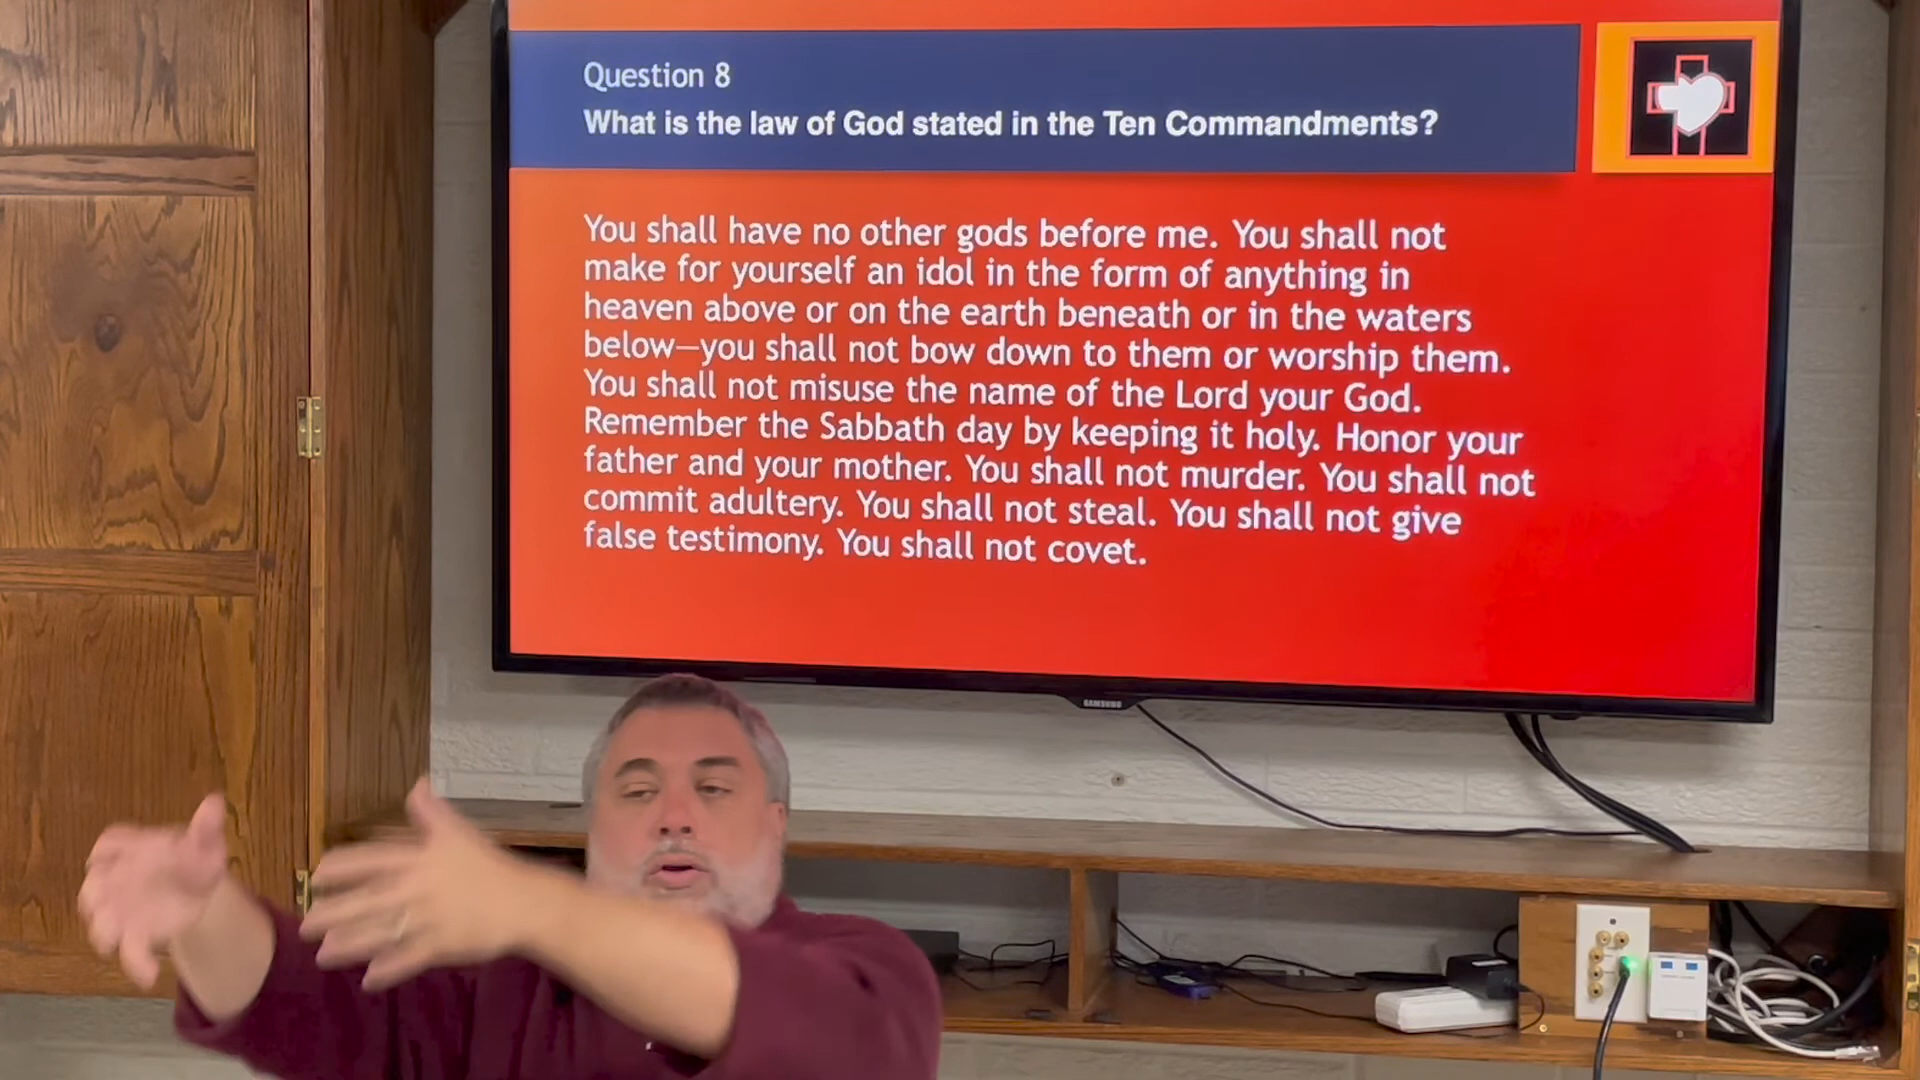 Question 8
What is the law of God stated in the Ten Commandments?
You shall have no other gods before me. You shall not
make for yourself an idol in the form of anything in
heaven above or on the earth beneath or in the waters
below—you shall not bow down to them or worship them.
You shall not misuse the name of the Lord your God.
Remember the Sabbath day by keeping it holy. Honor your
father and your mother. You shall not murder. You shall not
commit adultery. You shall not steal. You shall not give
false testimony. You shall not covet.
SAMSUNG